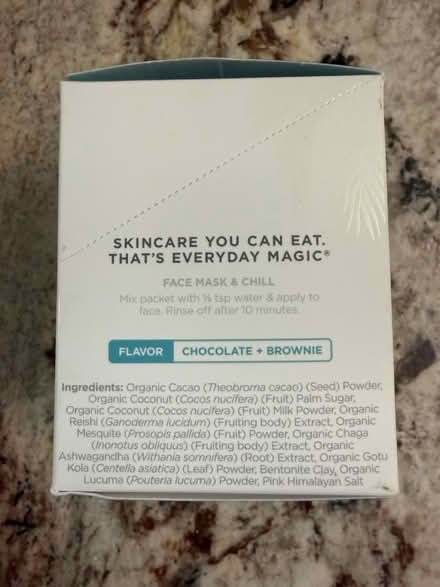 SKINCARE YOU CAN EAT.
THAT'S EVERYDAY MAGIC®
FACE MASK & CHILL
Mix packet with ½ tsp water & apply to
face. Rinse off after 10 minutes.
FLAVOR CHOCOLATE + BROWNIE
Ingredients: Organic Cacao (Theobroma cacao) (Seed) Powder,
Organic Coconut (Cocos nucifera) (Fruit) Palm Sugar,
Organic Coconut (Cocos nucifera) (Fruit) Milk Powder, Organic
Reishi (Ganoderma lucidum) (Fruiting body) Extract, Organic
Mesquite (Prosopis pallida) (Fruit) Powder, Organic Chaga
(Inonotus obliquus) (Fruiting body) Extract, Organic
Ashwagandha (Withania somnifera) (Root) Extract, Organic Gotu
Kola (Centella asiatica) (Leaf) Powder, Bentonite Clay, Organic
Lucuma (Pouteria lucuma) Powder, Pink Himalayan Salt